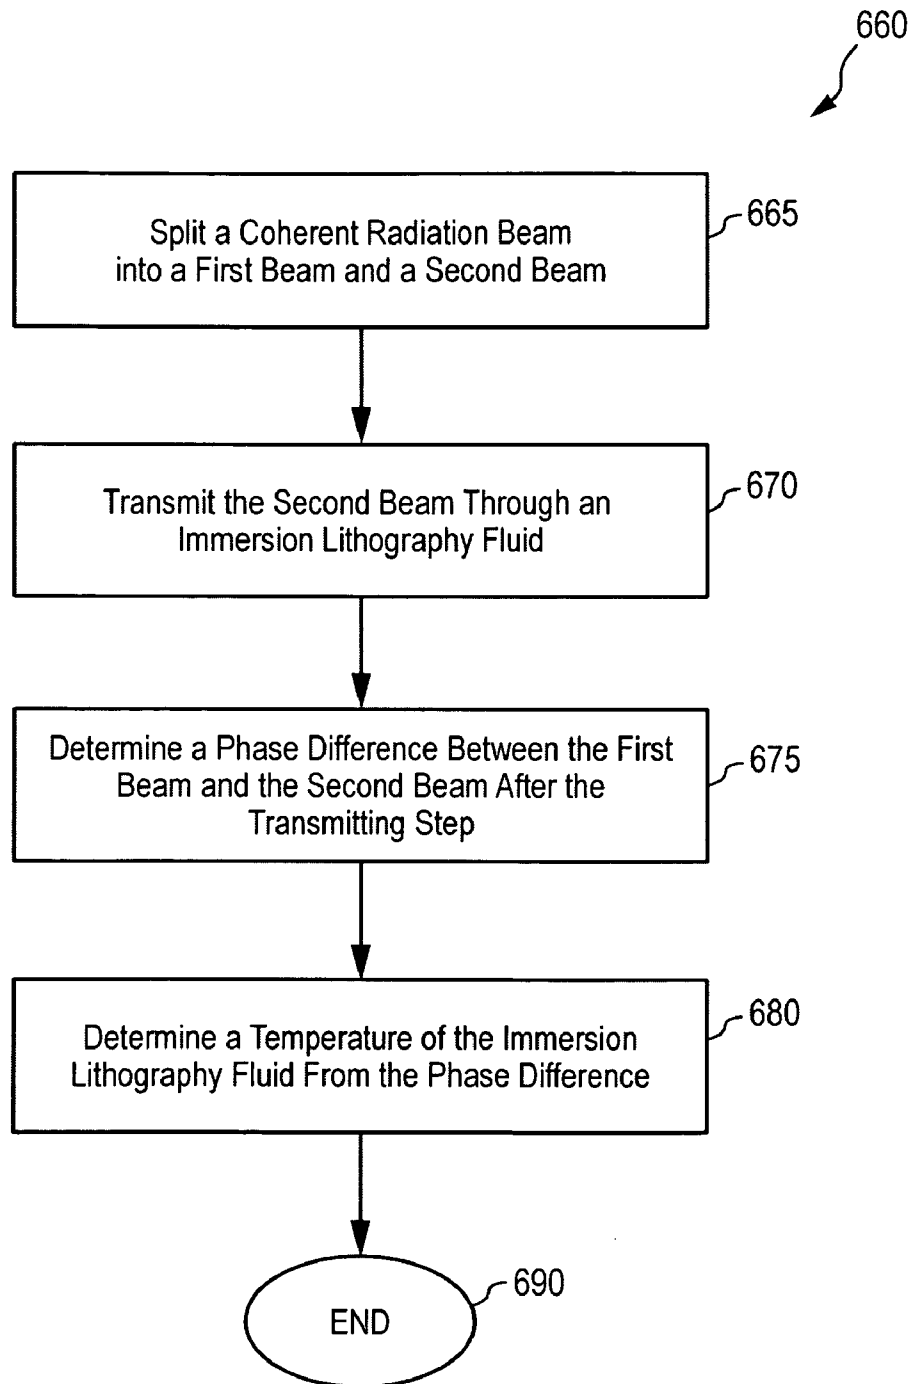 660
Split a Coherent Radiation Beam
into a First Beam and a Second Beam
665
Transmit the Second Beam Through an
Immersion Lithography Fluid
670
Determine a Phase Difference Between the First
Beam and the Second Beam After the
Transmitting Step
675
Determine a Temperature of the Immersion
Lithography Fluid From the Phase Difference
680
END
690